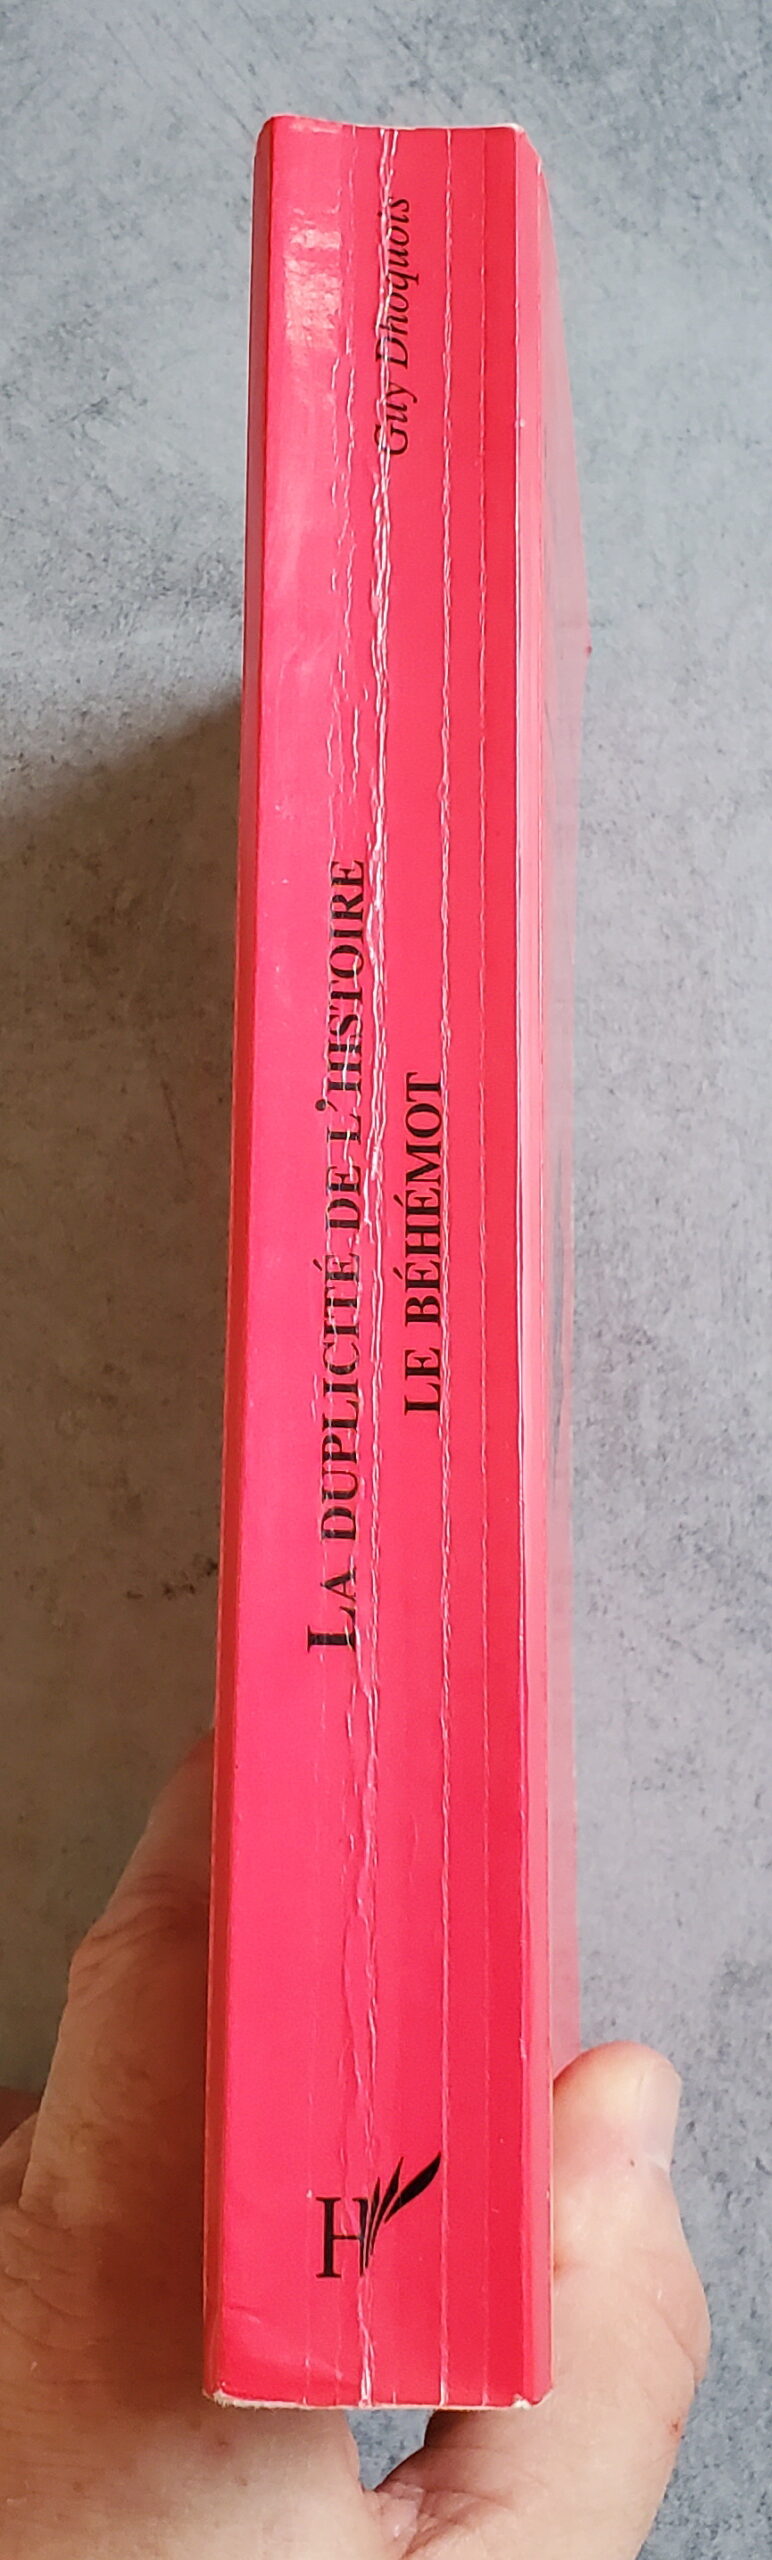 Guy Dhoquois
LA DUPLICITÉ DE L'HISTOIRE
LE BÉHÉMOT
H